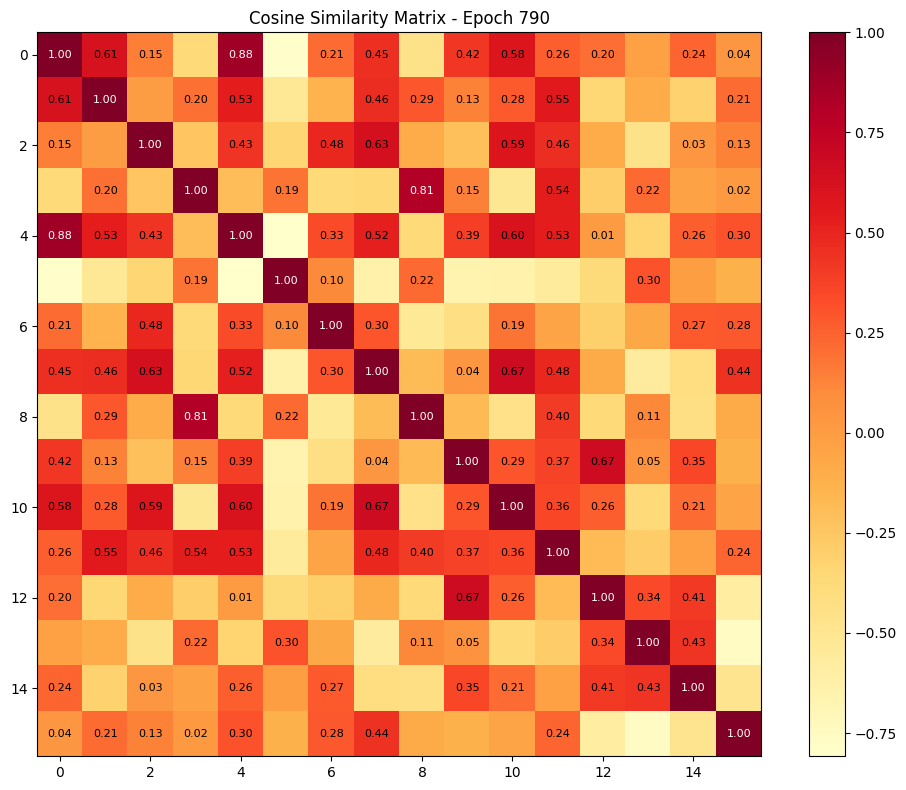 Cosine Similarity Matrix - Epoch 790
0 1.00 0.61 0.15 0.88 0.21 0.45 0.42 0.58 0.26 0.20 0.24 0.04
0.61 1.00 0.20 0.53 0.46 0.29 0.13 0.28 0.55 0.21
2 0.15 1.00 0.43 0.48 0.63 0.59 0.46 0.03 0.13
0.20 1.00 0.19 0.81 0.15 0.54 0.22 0.02
4 0.88 0.53 0.43 1.00 0.33 0.52 0.39 0.60 0.53 0.01 0.26 0.30
0.19 1.00 0.10 0.22 0.30
6 0.21 0.48 0.33 0.10 1.00 0.30 0.19 0.27 0.28
0.45 0.46 0.63 0.52 0.30 1.00 0.04 0.67 0.48 0.44
8 0.29 0.81 0.22 1.00 0.40 0.11
0.42 0.13 0.15 0.39 0.04 1.00 0.29 0.37 0.67 0.05 0.35
10 0.58 0.28 0.59 0.60 0.19 0.67 0.29 1.00 0.36 0.26 0.21
0.26 0.55 0.46 0.54 0.53 0.48 0.40 0.37 0.36 1.00 0.24
12 0.20 0.01 0.67 0.26 1.00 0.34 0.41
0.22 0.30 0.11 0.05 0.34 1.00 0.43
14 0.24 0.03 0.26 0.27 0.35 0.21 0.41 0.43 1.00
0.04 0.21 0.13 0.02 0.30 0.28 0.44 0.24 1.00
0 2 4 6 8 10 12 14
1.00
0.75
0.50
0.25
0.00
−0.25
−0.50
−0.75